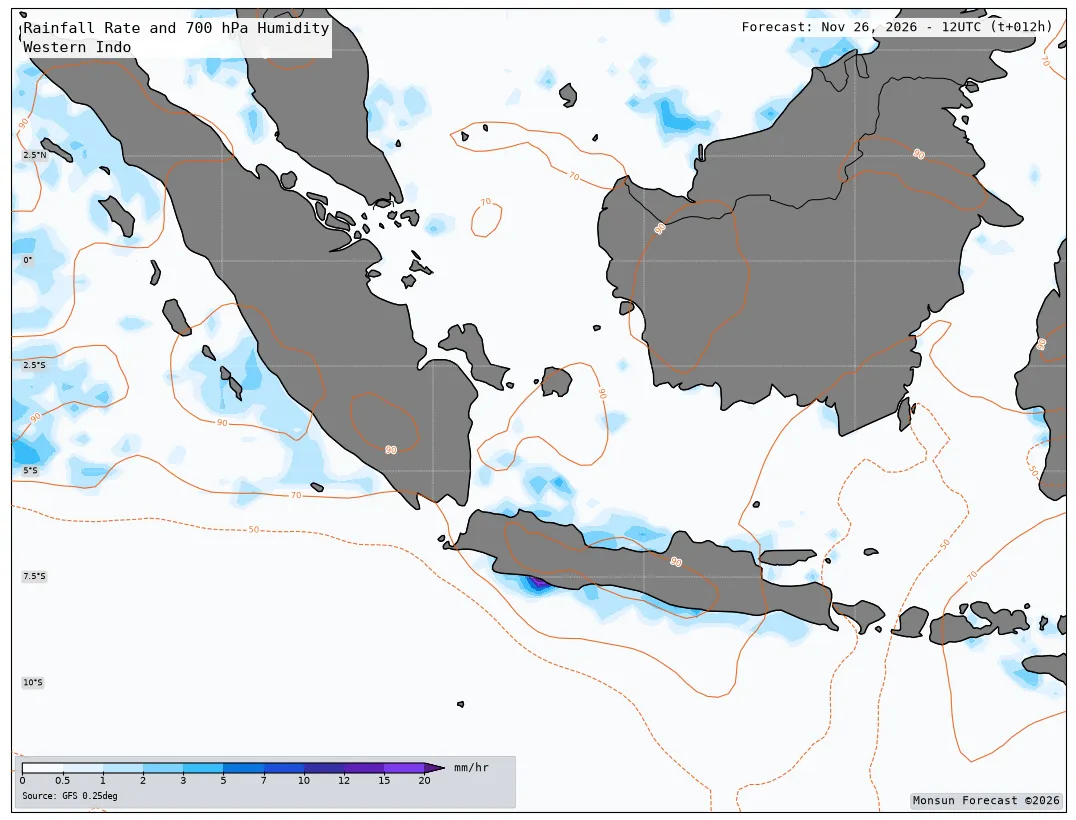 Rainfall Rate and 700 hPa Humidity
Western Indo
Forecast: Nov 26, 2026 - 12UTC (t+012h)
70
90
2.5°N
90
70
70
90
0°
90
2.5°S
90
90
90
90
5°S
70
50
50
50
90
70
7.5°S
10°S
0 0.5 1 2 3 5 7 10 12 15 20 mm/hr
Source: GFS 0.25deg
Monsun Forecast ©2026